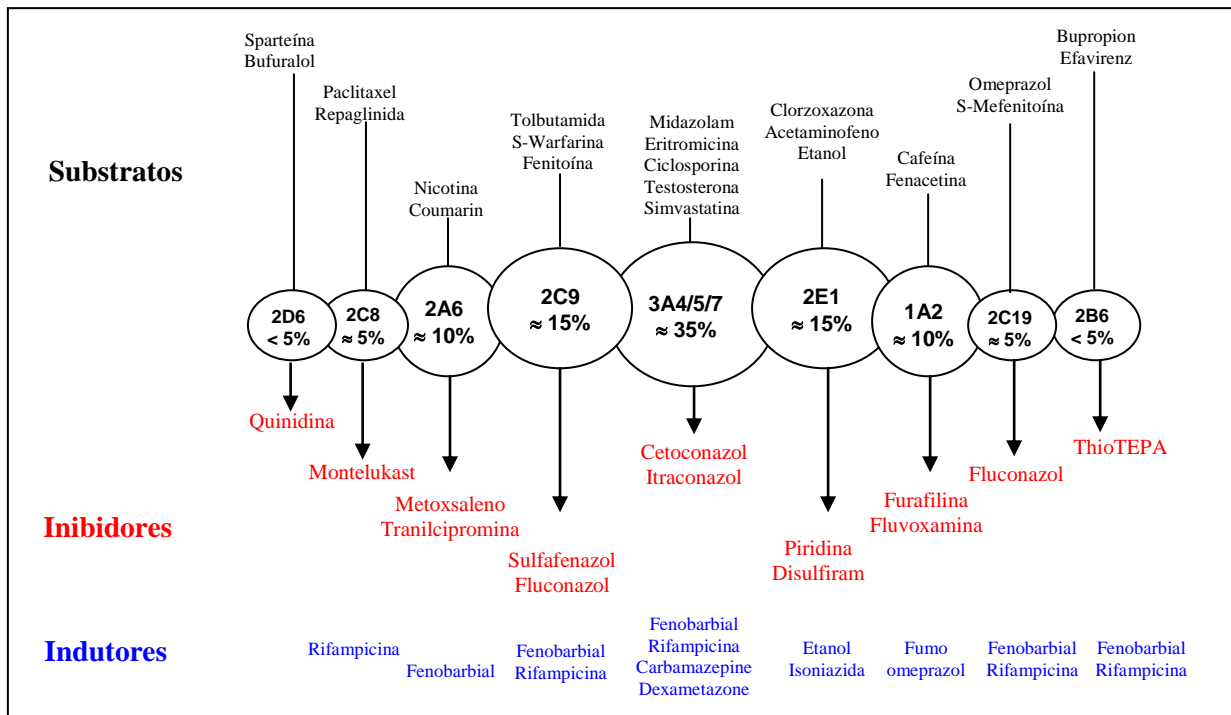 Substratos
Sparteína
Bufuralol
Paclitaxel
Repaglinida
Nicotina
Coumarin
Tolbutamida
S-Warfarina
Fenitoína
Midazolam
Eritromicina
Ciclosporina
Testosterona
Simvastatina
Clorzoxazona
Acetaminofeno
Etanol
Cafeína
Fenacetina
Omeprazol
S-Mefenitoína
Bupropion
Efavirenz
2D6
< 5%
2C8
≈ 5%
2A6
≈ 10%
2C9
≈ 15%
3A4/5/7
≈ 35%
2E1
≈ 15%
1A2
≈ 10%
2C19
≈ 5%
2B6
< 5%
Inibidores
Quinidina
Montelukast
Metoxsaleno
Tranilcipromina
Sulfafenazol
Fluconazol
Cetoconazol
Itraconazol
Piridina
Disulfiram
Furafilina
Fluvoxamina
Fluconazol
ThioTEPA
Indutores
Rifampicina
Fenobarbial
Fenobarbial
Rifampicina
Fenobarbial
Rifampicina
Carbamazepine
Dexametazone
Etanol
Isoniazida
Fumo
omeprazol
Fenobarbial
Rifampicina
Fenobarbial
Rifampicina